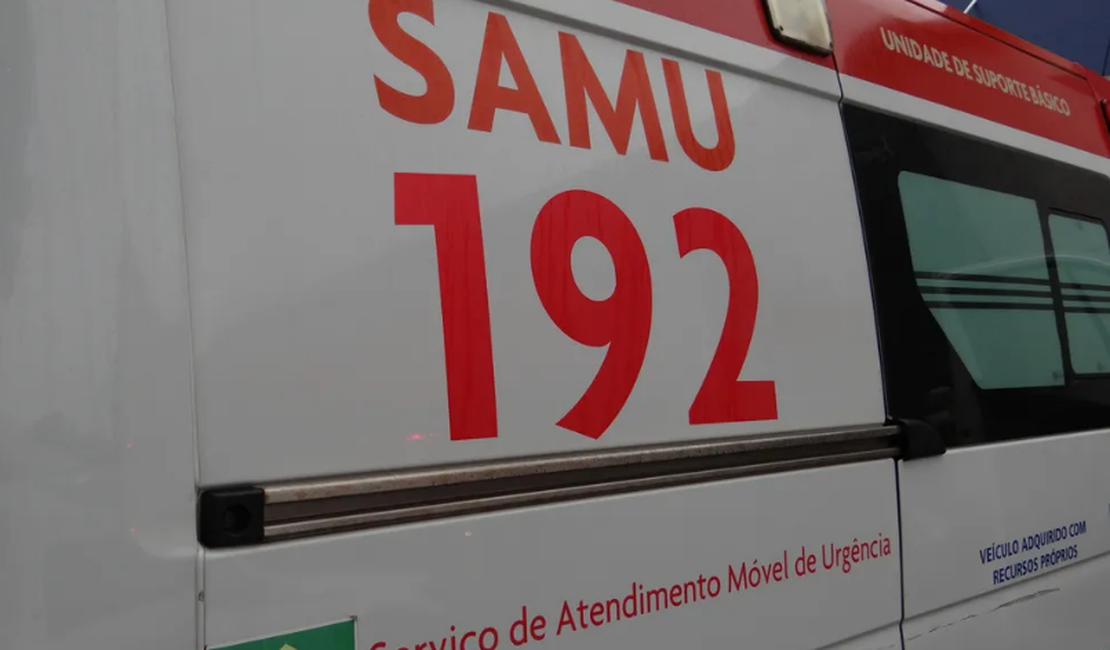 SAMU
192
UNIDADE DE SUPORTE BÁSICO
Serviço de Atendimento Móvel de Urgência
VEÍCULO ADQUIRIDO COM
RECURSOS PRÓPRIOS